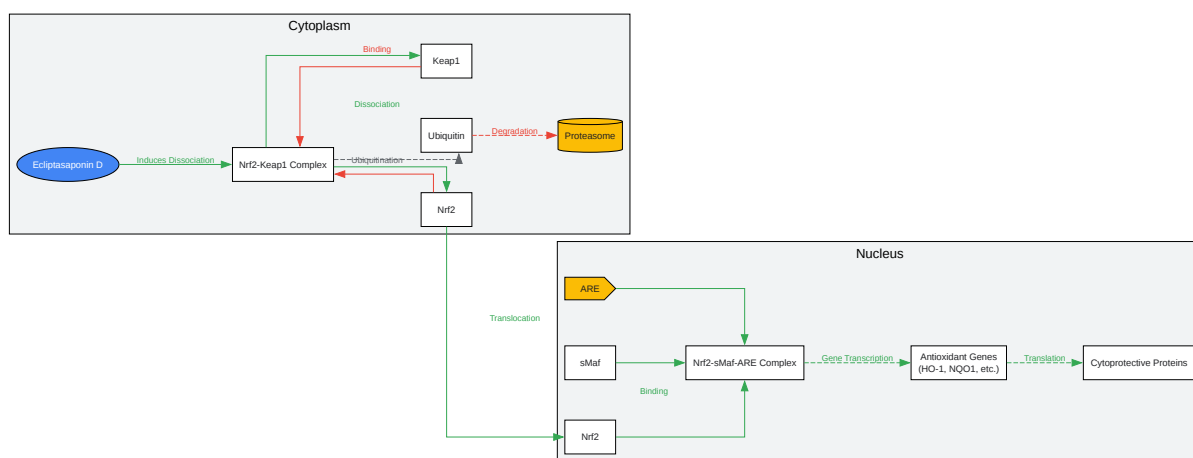 Cytoplasm
Binding
Keap1
Dissociation
Ubiquitin
Degradation
Proteasome
Ecliptasaponin D
Induces Dissociation
Nrf2-Keap1 Complex
Ubiquitination
Nrf2
Nucleus
ARE
Translocation
sMaf
Nrf2-sMaf-ARE Complex
Gene Transcription
Antioxidant Genes
(HO-1, NQO1, etc.)
Translation
Cytoprotective Proteins
Binding
Nrf2